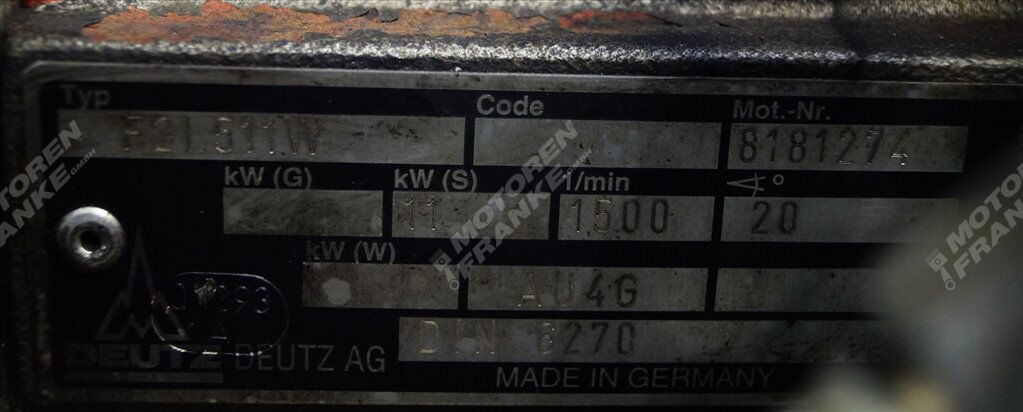 Typ Code Mot.-Nr.
F2L511W 8181274
kW (G) kW (S) 1/min °
11 1500 20
kW (W)
AU4G
DIN 6270
DEUTZ DEUTZ AG
MADE IN GERMANY
MOTOREN
FRANKE GMBH
MOTOREN
FRANKE
MOTOREN
FRANKE